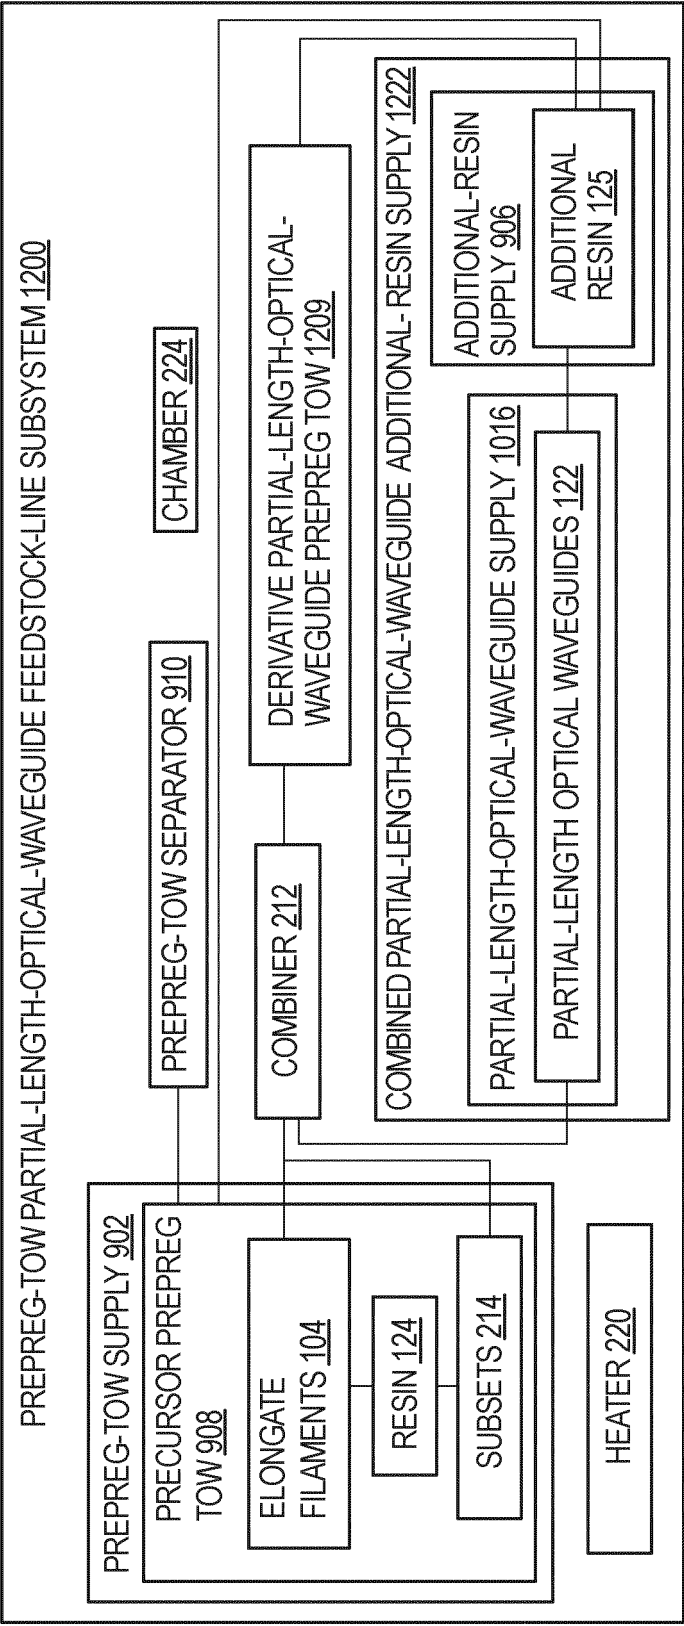 PREPREG-TOW PARTIAL-LENGTH-OPTICAL-WAVEGUIDE FEEDSTOCK-LINE SUBSYSTEM 1200
PREPREG-TOW SUPPLY 902
PRECURSOR PREPREG
TOW 908
ELONGATE
FILAMENTS 104
RESIN 124
SUBSETS 214
HEATER 220
PREPREG-TOW SEPARATOR 910
CHAMBER 224
COMBINER 212
DERIVATIVE PARTIAL-LENGTH-OPTICAL-
WAVEGUIDE PREPREG TOW 1209
COMBINED PARTIAL-LENGTH-OPTICAL-WAVEGUIDE ADDITIONAL- RESIN SUPPLY 1222
PARTIAL-LENGTH-OPTICAL-WAVEGUIDE SUPPLY 1016
PARTIAL-LENGTH OPTICAL WAVEGUIDES 122
ADDITIONAL-RESIN
SUPPLY 906
ADDITIONAL
RESIN 125